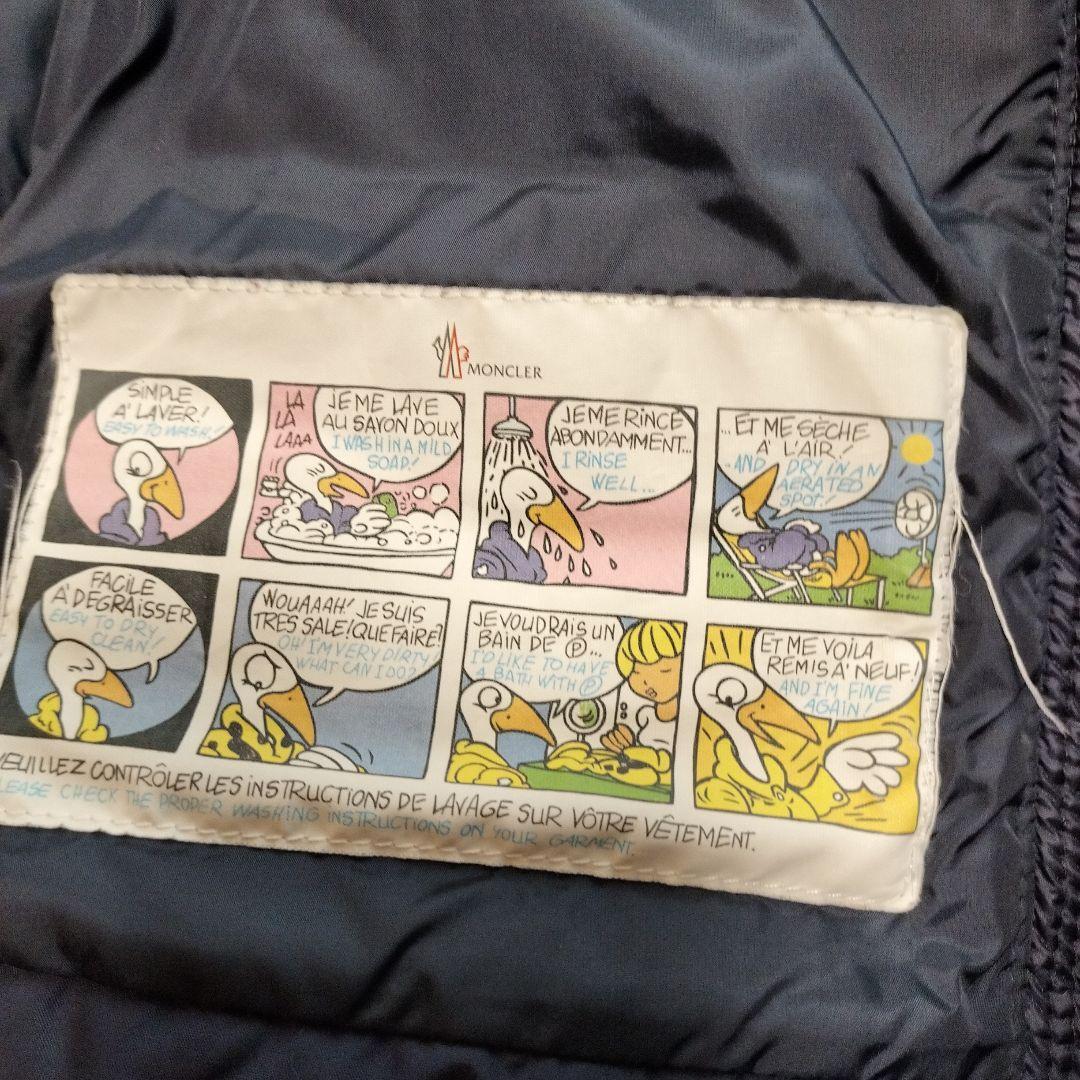 MONCLER
SIMPLE
A' LAVER!
EASY TO WASH!
LA
LÀ
LAAA
JE ME LAVE
AU SAVON DOUX
I WASH IN A MILD
SOAP!
JE ME RINCE
ABONDAMMENT...
I RINSE
WELL...
...ET ME SÈCHE
A' L'AIR!
...AND DRY IN AN
AERATED
SPOT!
FACILE
A' DEGRAISSER
EASY TO DRY
CLEAN!
WOUAAAH! JE SUIS
TRES SALE! QUE FAIRE?
OH! I'M VERY DIRTY
WHAT CAN I DO?
JE VOUDRAIS UN
BAIN DE Ⓟ...
I'D LIKE TO HAVE
A BATH WITH Ⓟ
ET ME VOILA
REMIS A' NEUF!
AND I'M FINE
AGAIN!
VEUILLEZ CONTRÔLER LES INSTRUCTIONS DE LAVAGE SUR VÔTRE VÊTEMENT.
PLEASE CHECK THE PROPER WASHING INSTRUCTIONS ON YOUR GARMENT.